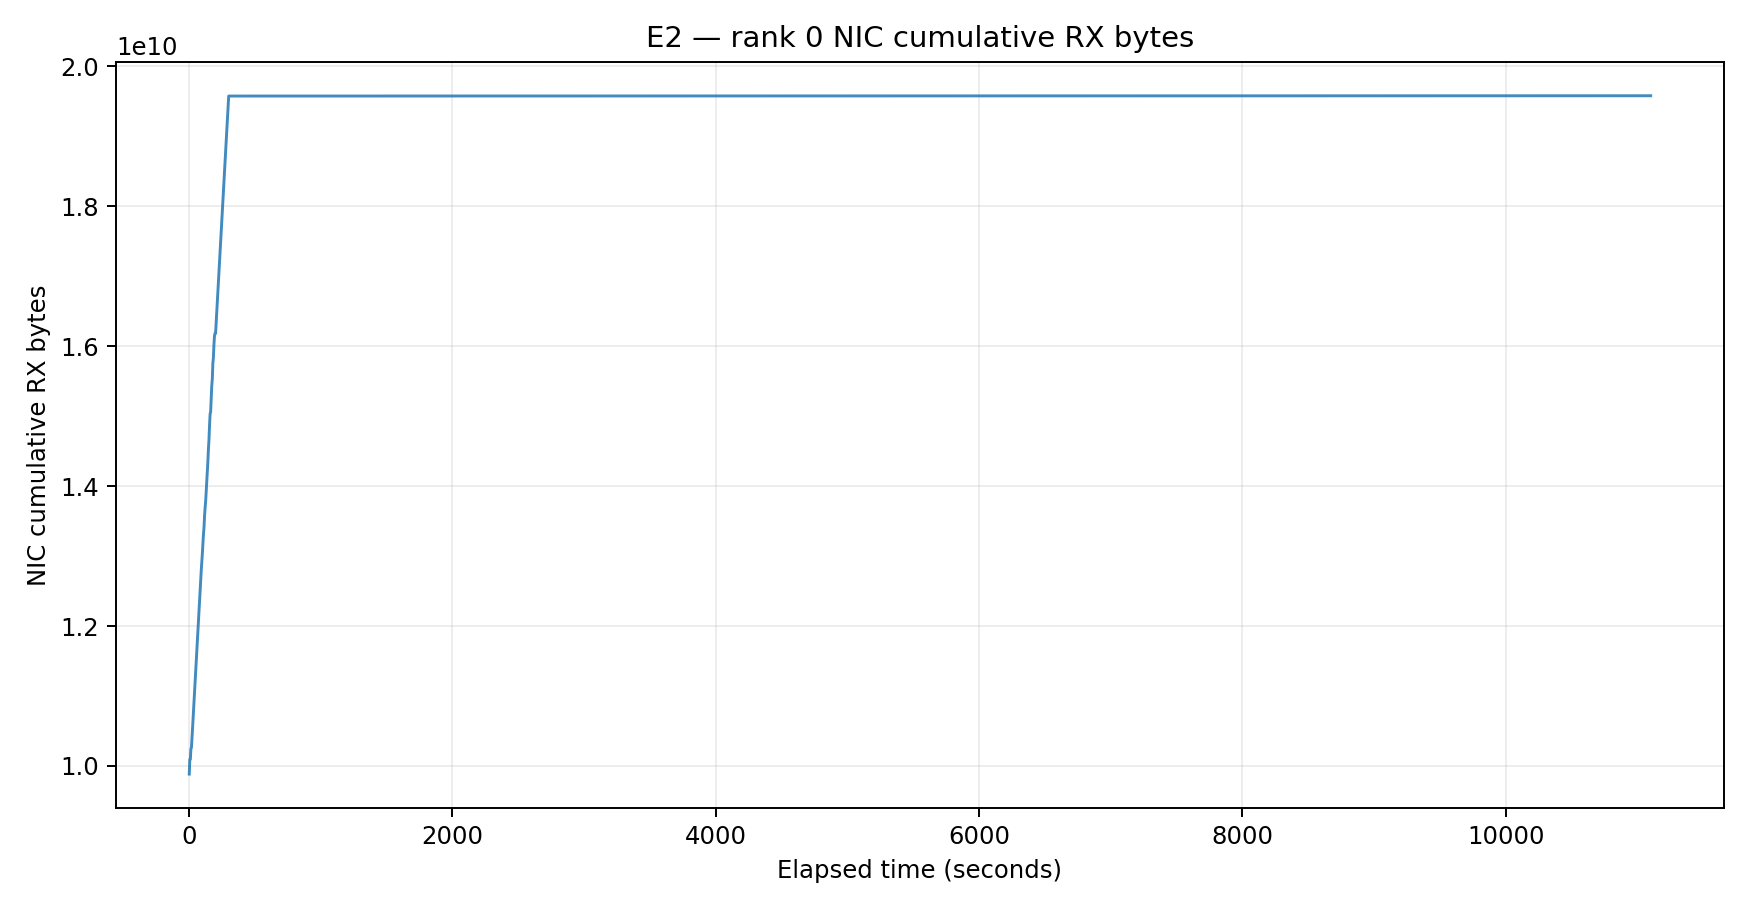 E2 — rank 0 NIC cumulative RX bytes
1e10
2.0
1.8
1.6
1.4
1.2
1.0
NIC cumulative RX bytes
0 2000 4000 6000 8000 10000
Elapsed time (seconds)